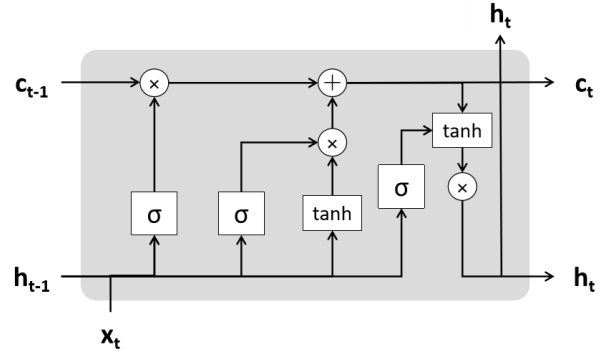 h_t
c_{t-1} × + c_t
tanh
×
σ ×
σ σ tanh
h_{t-1} h_t
x_t